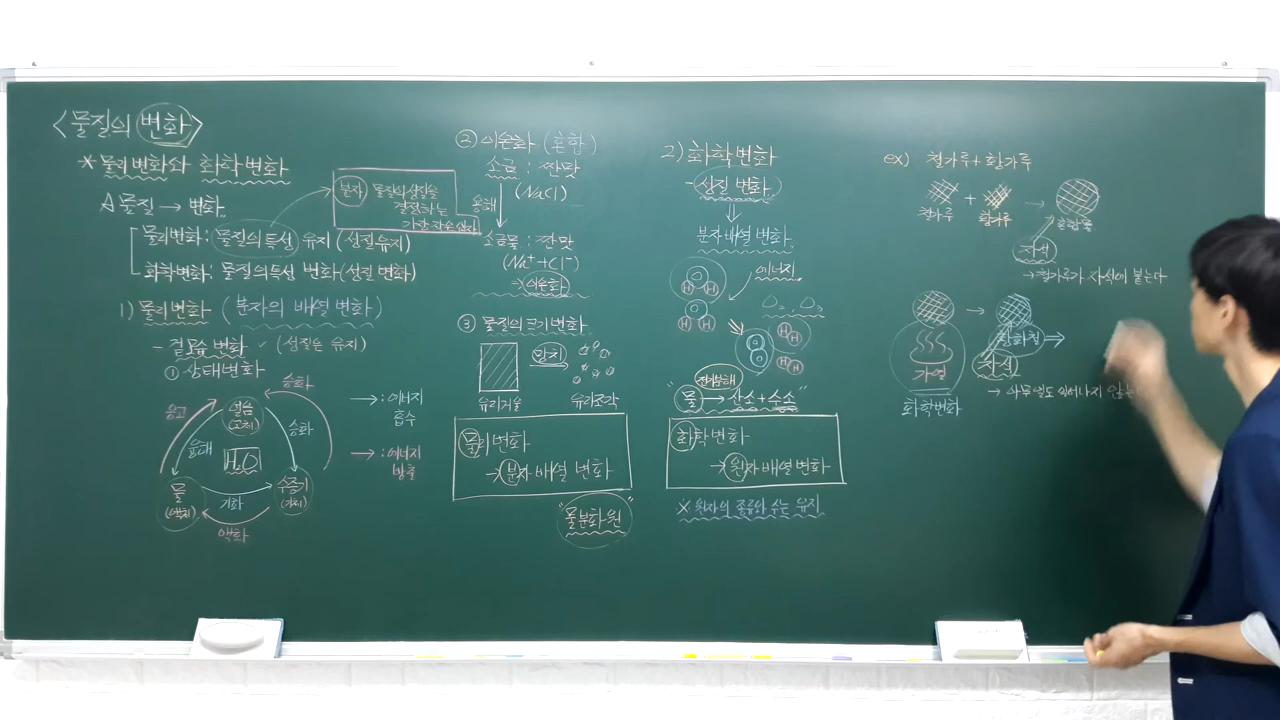 <물질의 변화>
* 물리변화와 화학변화
A물질 → 변화
물리변화: 물질의 특성 유지 (성질유지)
화학변화: 물질의 특성 변화(성질 변화)
분자 물질의 성질을
결정하는
가장 작은 입자
1) 물리변화 (분자의 배열 변화)
- 겉모습 변화 (성질은 유지)
① 상태변화
승화
응고
얼음
(고체)
융해
승화
H₂O
물
(액체)
기화
수증기
(기체)
액화
→ : 에너지
흡수
→ : 에너지
방출
② 이온화 (혼합)
소금 : 짠맛
(NaCl)
용해
소금물 : 짠맛
(Na⁺+Cl⁻)
→이온화
③ 물질의 크기 변화
망치
유리거울
유리조각
물리변화
→분자 배열 변화
"물분화원"
2) 화학변화
- 성질 변화
분자배열 변화
에너지
H H
H H
H H
H H
전기분해
"물 → 산소+수소"
화학변화
→원자배열 변화
※ 원자의 종류와 수는 유지
ex) 철가루+황가루
+ →
철가루 황가루 혼합물
자석
→철가루가 자석에 붙는다
→
황화철 ⇒
가열
자석
화학변화
→ 아무 일도 일어나지 않는